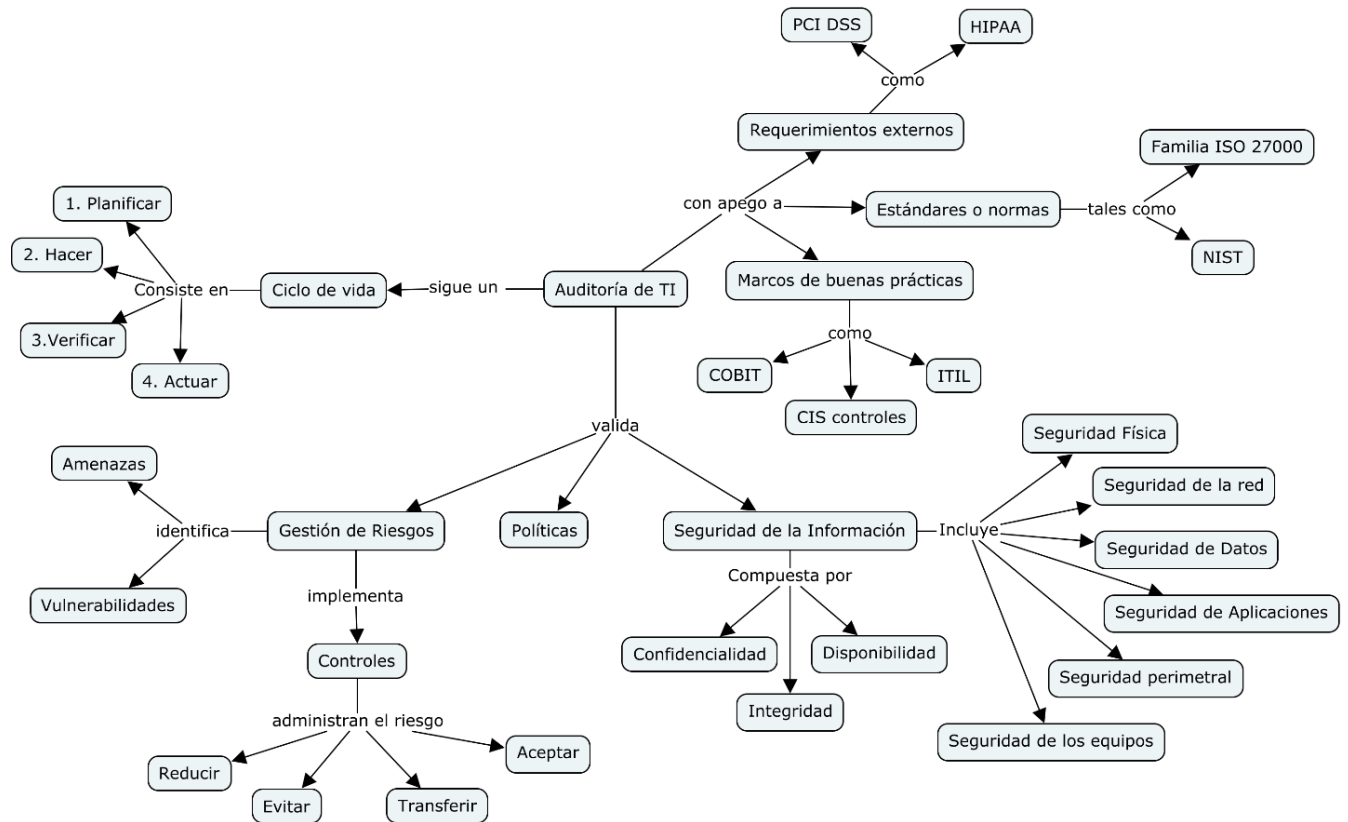 PCI DSS
HIPAA
como
Requerimientos externos
Familia ISO 27000
con apego a
Estándares o normas
tales como
NIST
Marcos de buenas prácticas
como
COBIT
ITIL
CIS controles
1. Planificar
2. Hacer
Consiste en
Ciclo de vida
sigue un
Auditoría de TI
3.Verificar
4. Actuar
valida
Amenazas
identifica
Gestión de Riesgos
Políticas
Seguridad de la Información
Incluye
Seguridad Física
Seguridad de la red
Seguridad de Datos
Seguridad de Aplicaciones
Seguridad perimetral
Seguridad de los equipos
Vulnerabilidades
implementa
Controles
administran el riesgo
Reducir
Evitar
Transferir
Aceptar
Compuesta por
Confidencialidad
Disponibilidad
Integridad